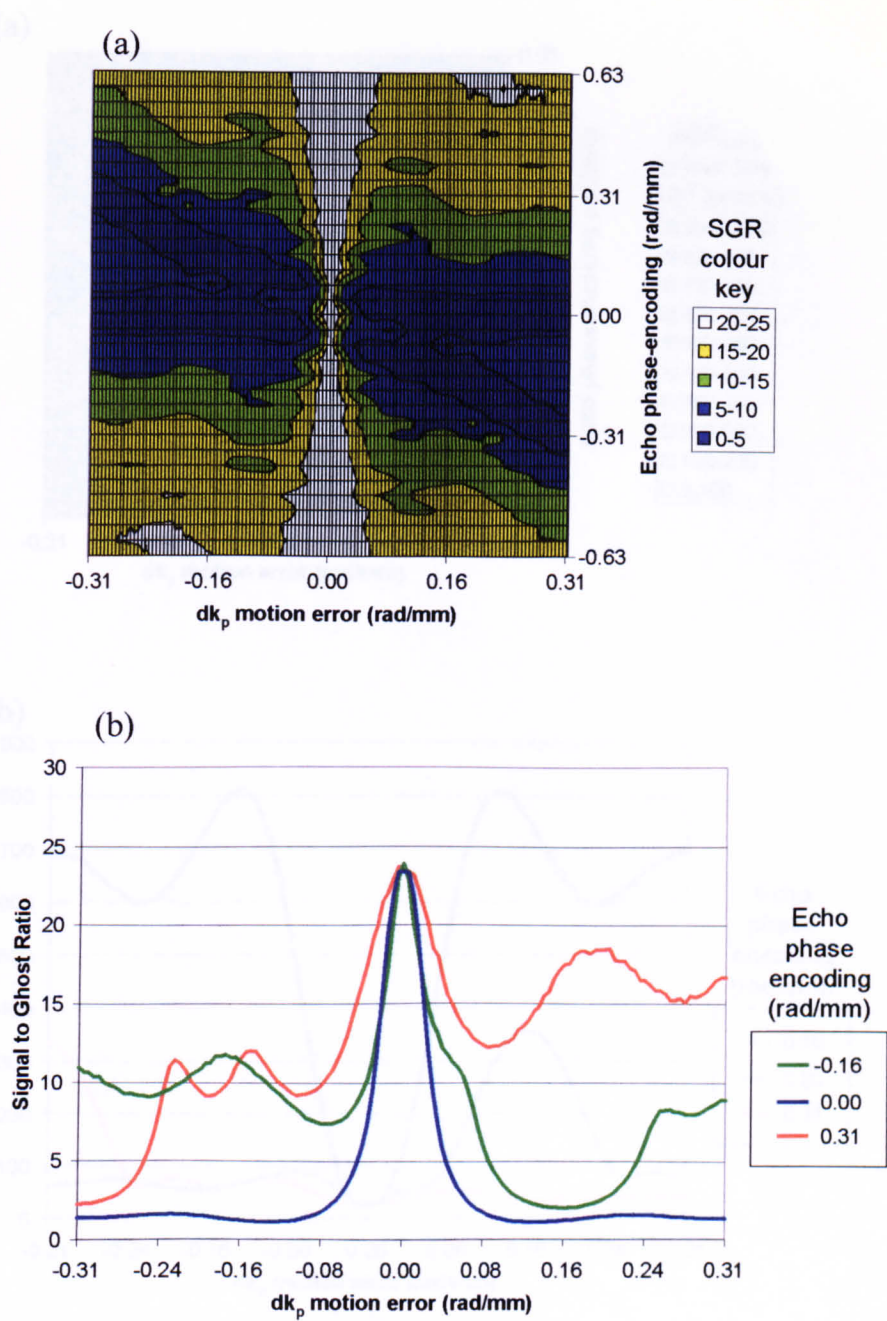 (a)
0.63
0.31
0.00
-0.31
-0.63
Echo phase-encoding (rad/mm)
SGR
colour
key
20-25
15-20
10-15
5-10
0-5
-0.31
-0.16
0.00
0.16
0.31
dkp motion error (rad/mm)
(b)
30
25
20
15
10
5
0
Signal to Ghost Ratio
-0.31
-0.24
-0.16
-0.08
0.00
0.08
0.16
0.24
0.31
dkp motion error (rad/mm)
Echo
phase
encoding
(rad/mm)
-0.16
0.00
0.31